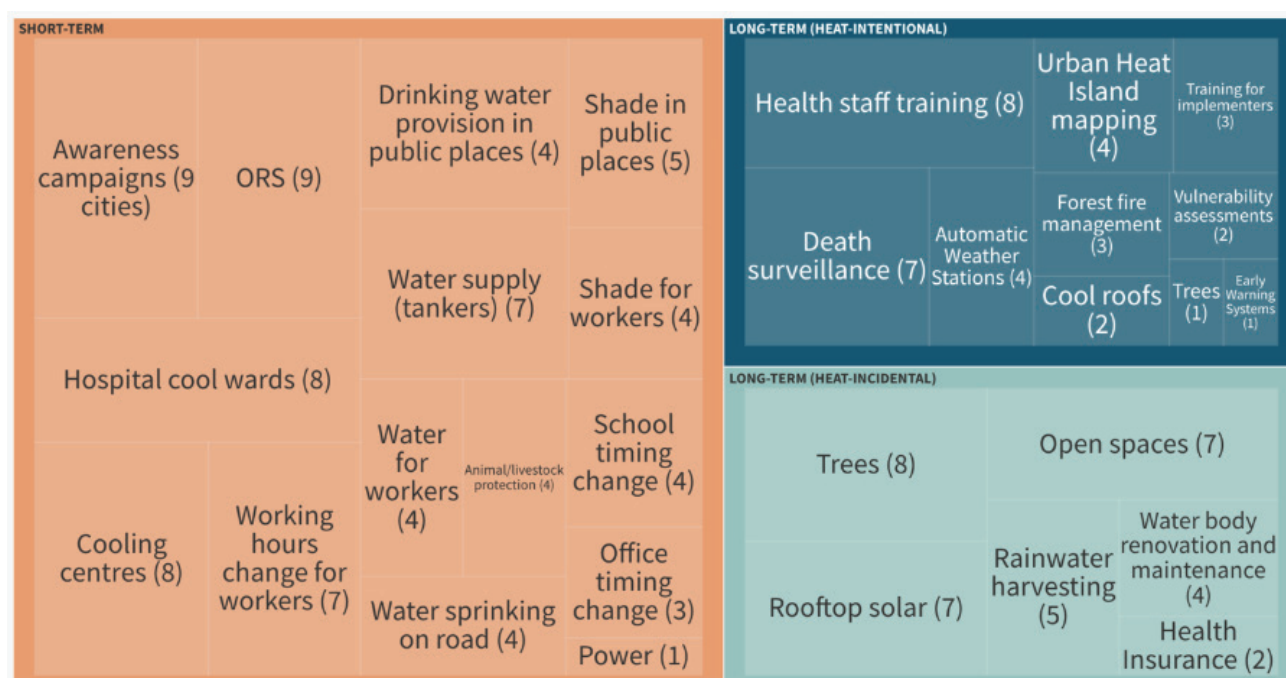 SHORT-TERM
Awareness
campaigns (9
cities)
ORS (9)
Drinking water
provision in
public places (4)
Shade in
public
places (5)
Water supply
(tankers) (7)
Shade for
workers (4)
Hospital cool wards (8)
Cooling
centres (8)
Working
hours
change for
workers (7)
Water
for
workers
(4)
Animal/livestock
protection (4)
School
timing
change (4)
Water sprinking
on road (4)
Office
timing
change (3)
Power (1)
LONG-TERM (HEAT-INTENTIONAL)
Health staff training (8)
Urban Heat
Island
mapping
(4)
Training for
implementers
(3)
Death
surveillance (7)
Automatic
Weather
Stations (4)
Forest fire
management
(3)
Vulnerability
assessments
(2)
Cool roofs
(2)
Trees
(1)
Early
Warning
Systems
(1)
LONG-TERM (HEAT-INCIDENTAL)
Trees (8)
Open spaces (7)
Rooftop solar (7)
Rainwater
harvesting
(5)
Water body
renovation and
maintenance
(4)
Health
Insurance (2)